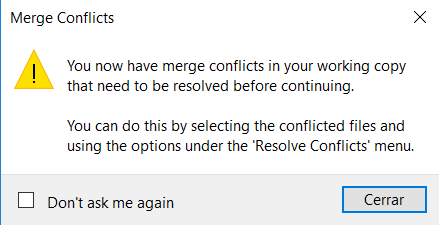 Merge Conflicts
You now have merge conflicts in your working copy
that need to be resolved before continuing.
You can do this by selecting the conflicted files and
using the options under the 'Resolve Conflicts' menu.
Don't ask me again
Cerrar